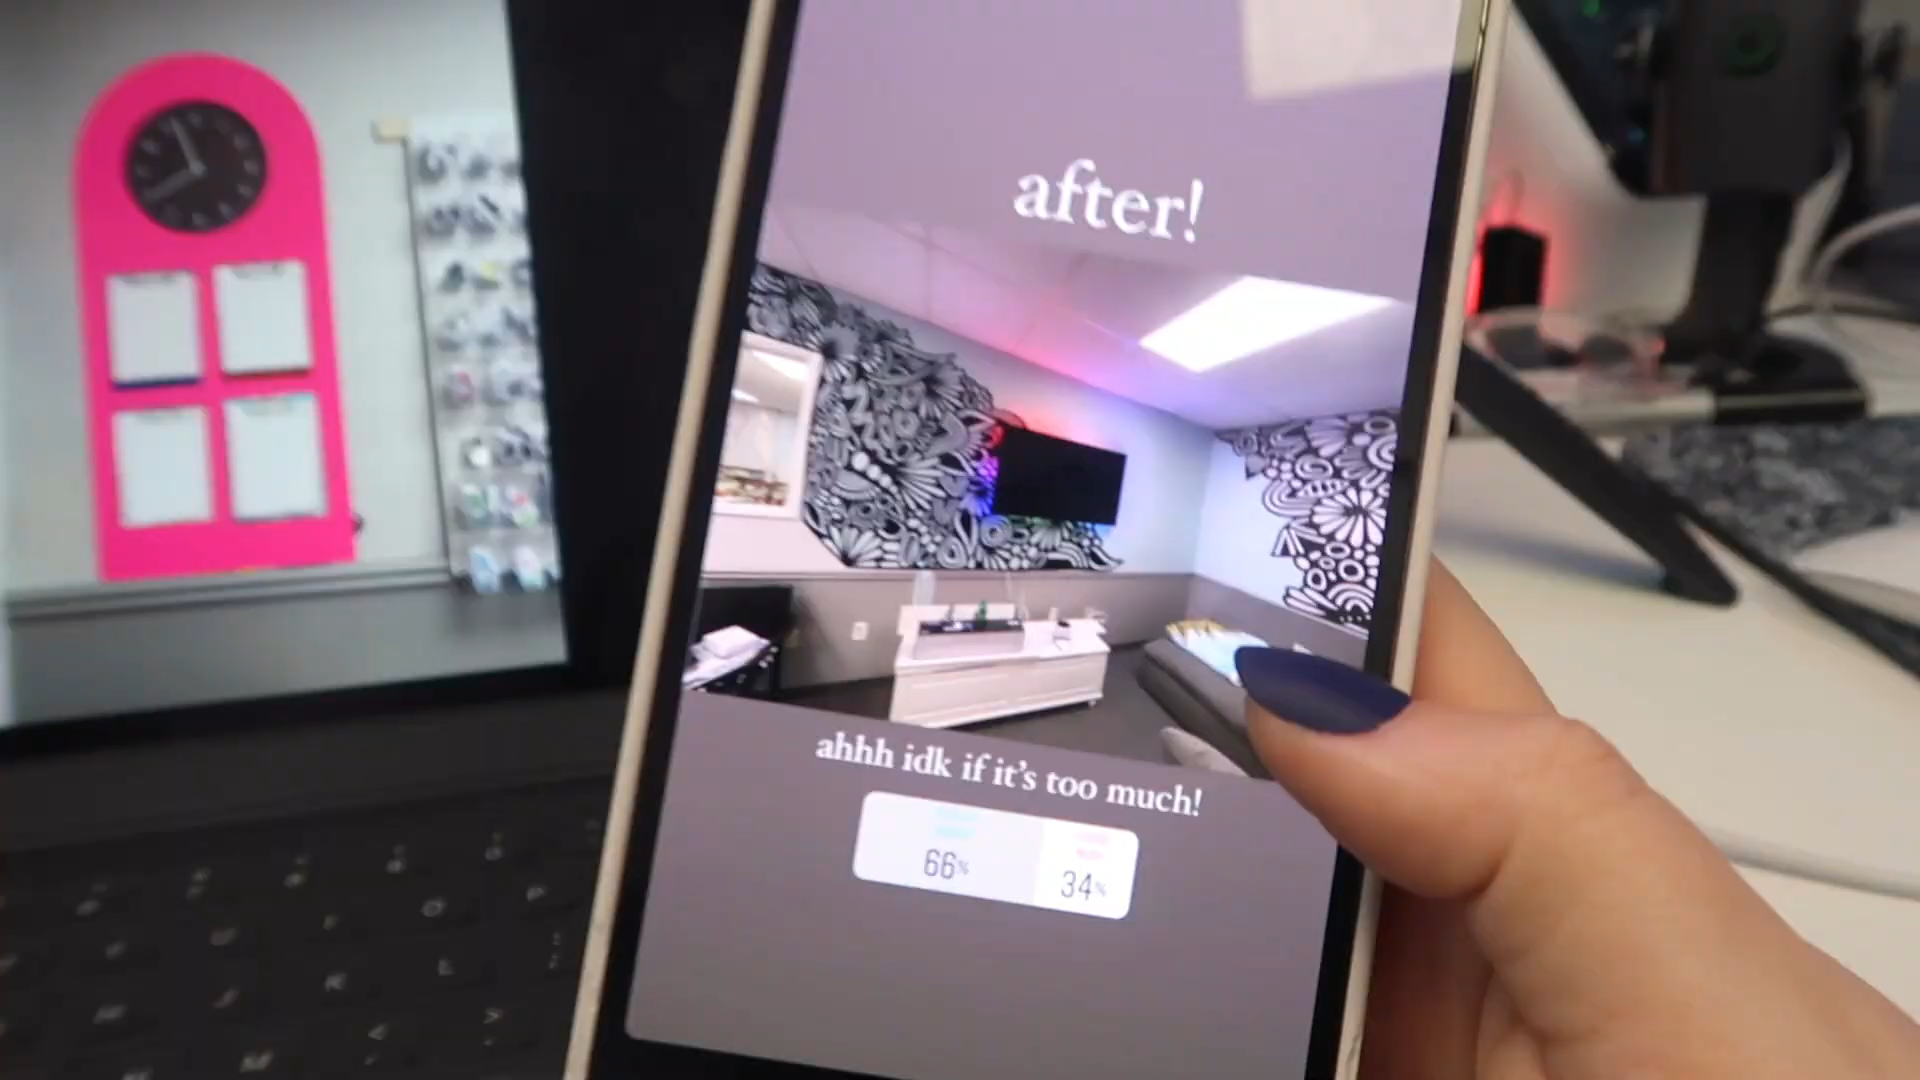 after!
ahhh idk if it's too much!
66%
34%